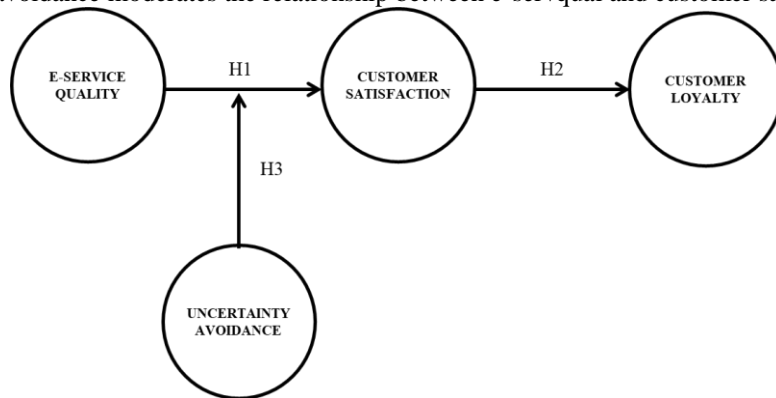 avoidance moderates the relationship between e-servqual and customer
E-SERVICE
QUALITY
H1
CUSTOMER
SATISFACTION
H2
CUSTOMER
LOYALTY
H3
UNCERTAINTY
AVOIDANCE